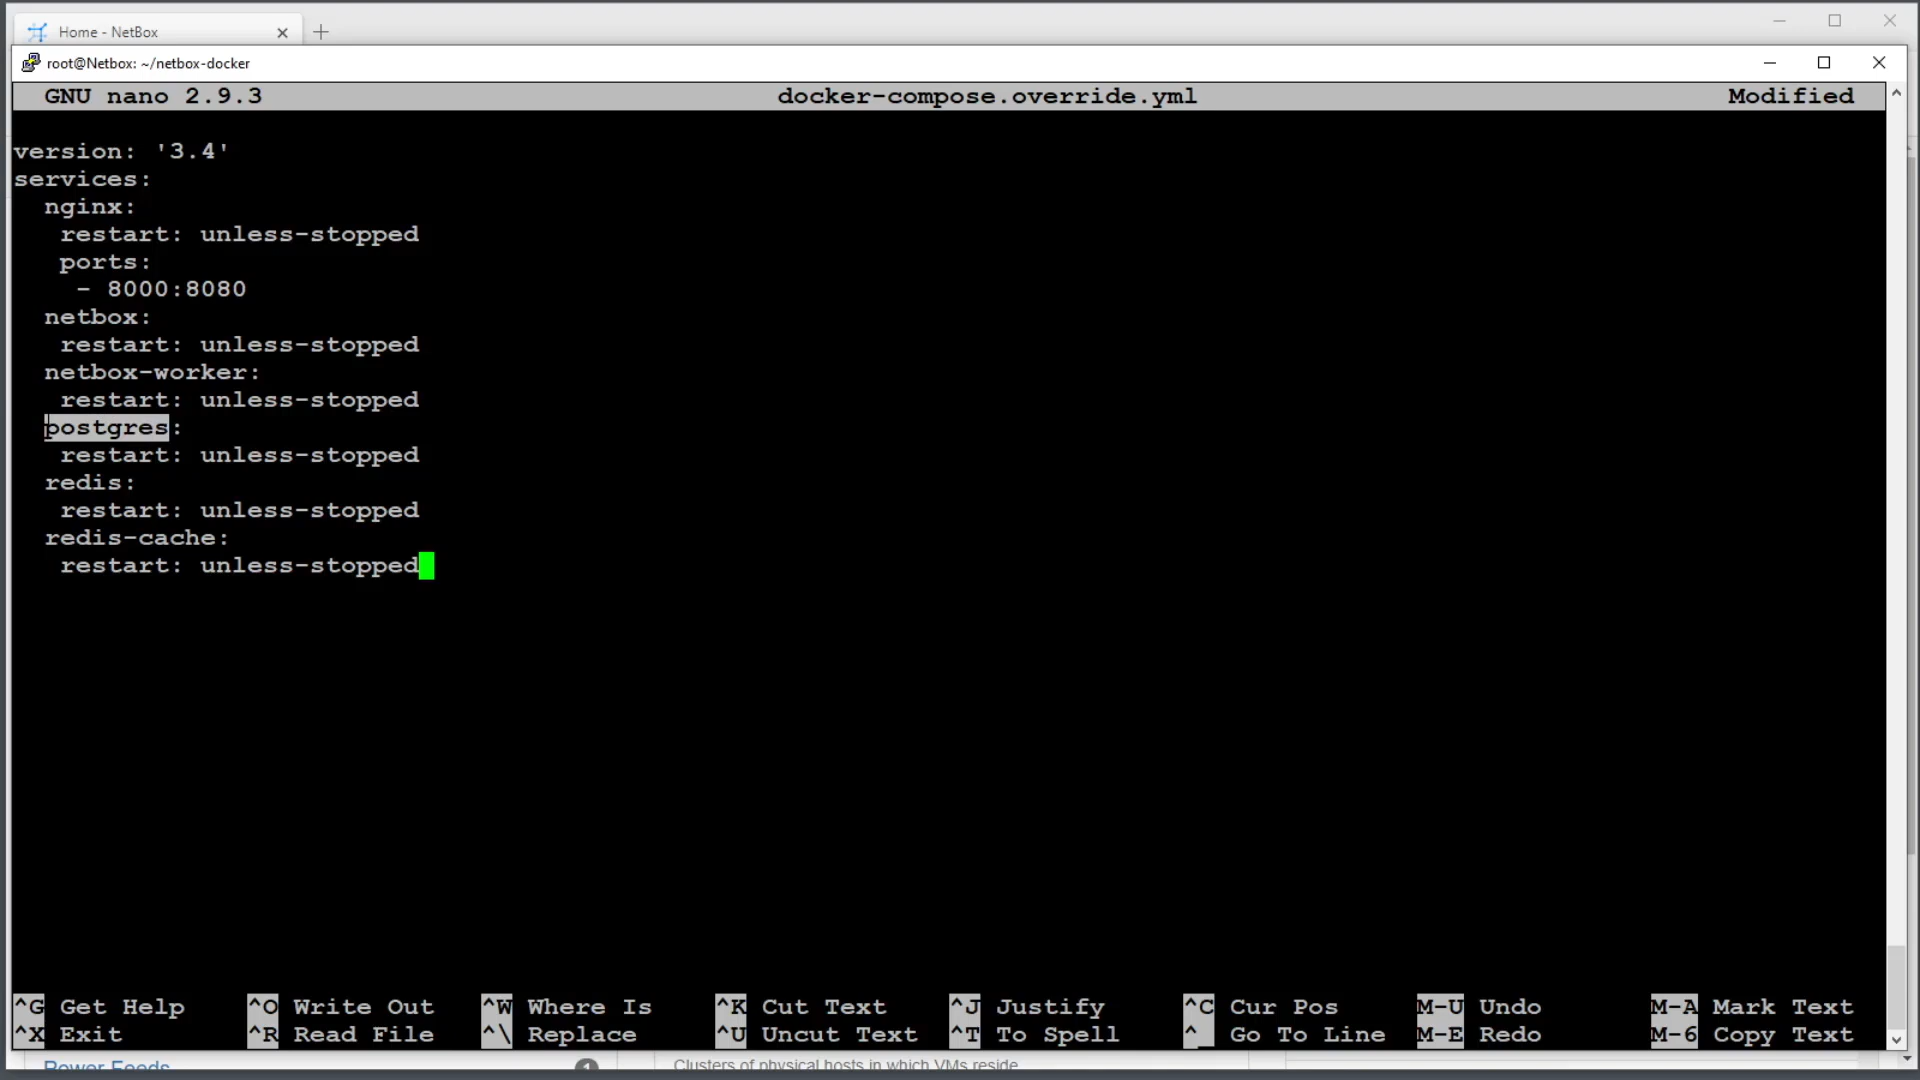 Home - NetBox
root@Netbox: ~/netbox-docker
GNU nano 2.9.3 docker-compose.override.yml Modified
version: '3.4'
services:
  nginx:
   restart: unless-stopped
   ports:
    - 8000:8080
  netbox:
   restart: unless-stopped
  netbox-worker:
   restart: unless-stopped
  postgres:
   restart: unless-stopped
  redis:
   restart: unless-stopped
  redis-cache:
   restart: unless-stopped
^G Get Help ^O Write Out ^W Where Is ^K Cut Text ^J Justify ^C Cur Pos M-U Undo M-A Mark Text
^X Exit ^R Read File ^\ Replace ^U Uncut Text ^T To Spell ^_ Go To Line M-E Redo M-6 Copy Text
Power Feeds 1 Clusters of physical hosts in which VMs reside